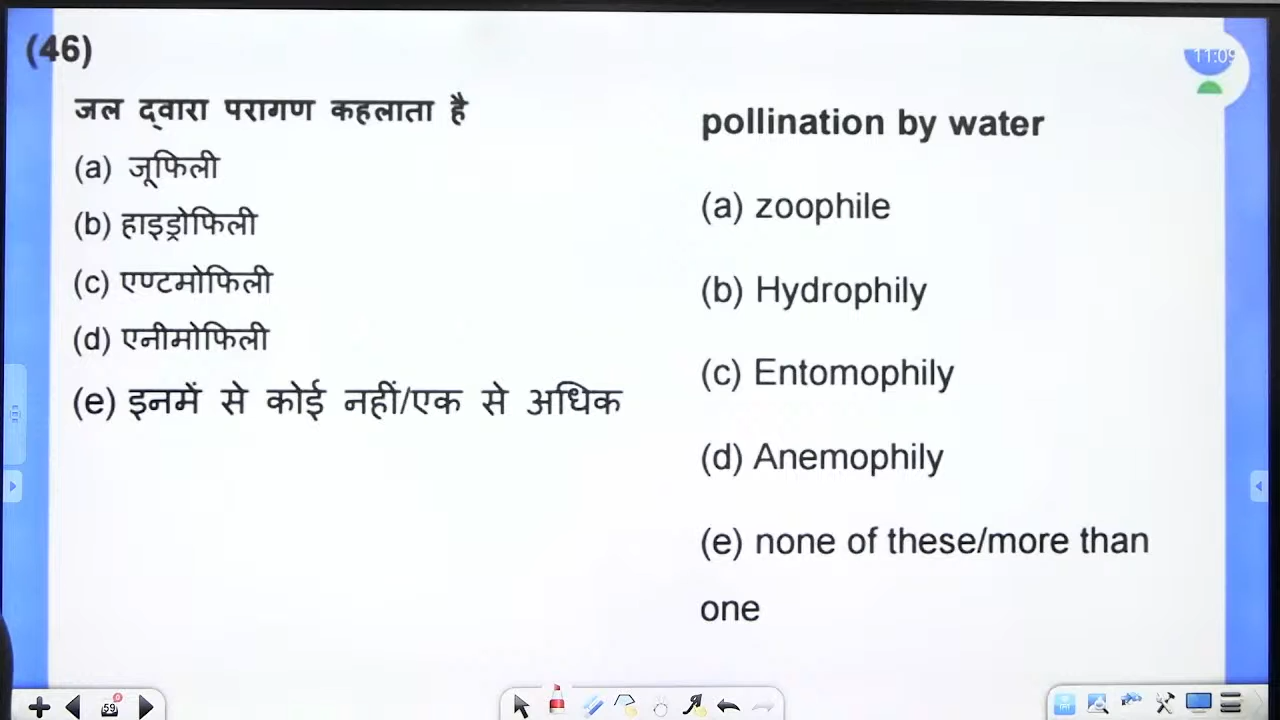 (46)
11:09
जल द्वारा परागण कहलाता है
(a) जूफिली
(b) हाइड्रोफिली
(c) एण्टमोफिली
(d) एनीमोफिली
(e) इनमें से कोई नहीं/एक से अधिक
pollination by water
(a) zoophile
(b) Hydrophily
(c) Entomophily
(d) Anemophily
(e) none of these/more than
one
59